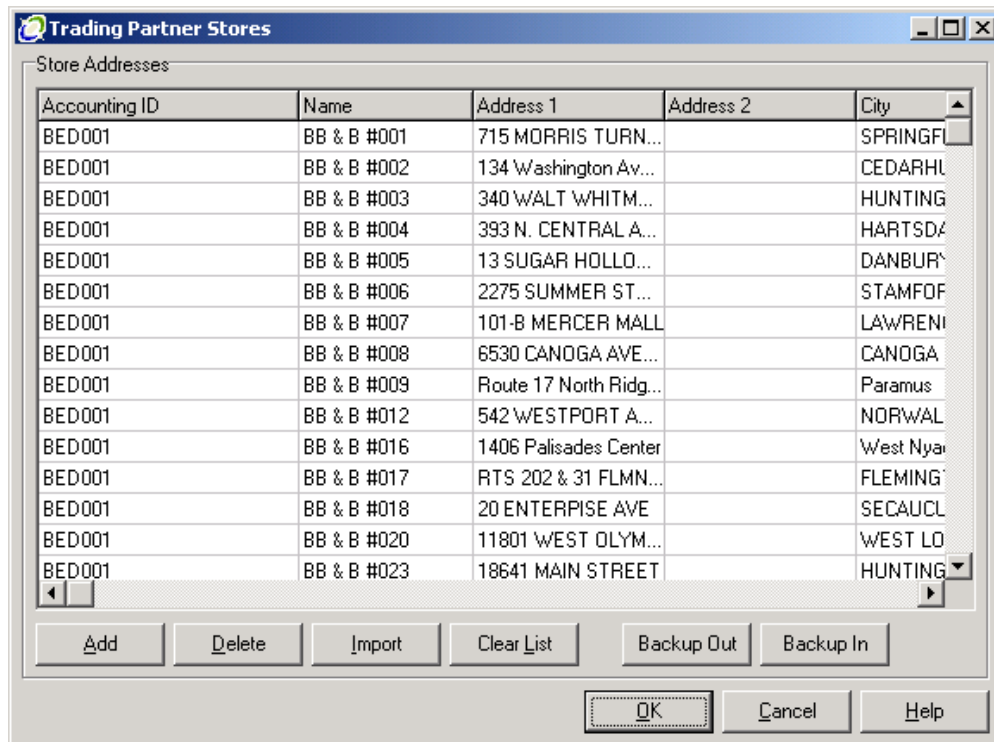 Trading Partner Stores
Store Addresses
Accounting ID Name Address 1 Address 2 City
BED001 BB & B #001 715 MORRIS TURN... SPRINGFI
BED001 BB & B #002 134 Washington Av... CEDARHU
BED001 BB & B #003 340 WALT WHITM... HUNTING
BED001 BB & B #004 393 N. CENTRAL A... HARTSDA
BED001 BB & B #005 13 SUGAR HOLLO... DANBURY
BED001 BB & B #006 2275 SUMMER ST... STAMFOR
BED001 BB & B #007 101-B MERCER MALL LAWREN
BED001 BB & B #008 6530 CANOGA AVE... CANOGA
BED001 BB & B #009 Route 17 North Ridg... Paramus
BED001 BB & B #012 542 WESTPORT A... NORWAL
BED001 BB & B #016 1406 Palisades Center West Nya
BED001 BB & B #017 RTS 202 & 31 FLMN... FLEMING
BED001 BB & B #018 20 ENTERPISE AVE SECAUCU
BED001 BB & B #020 11801 WEST OLYM... WEST LO
BED001 BB & B #023 18641 MAIN STREET HUNTING
Add Delete Import Clear List Backup Out Backup In
OK Cancel Help